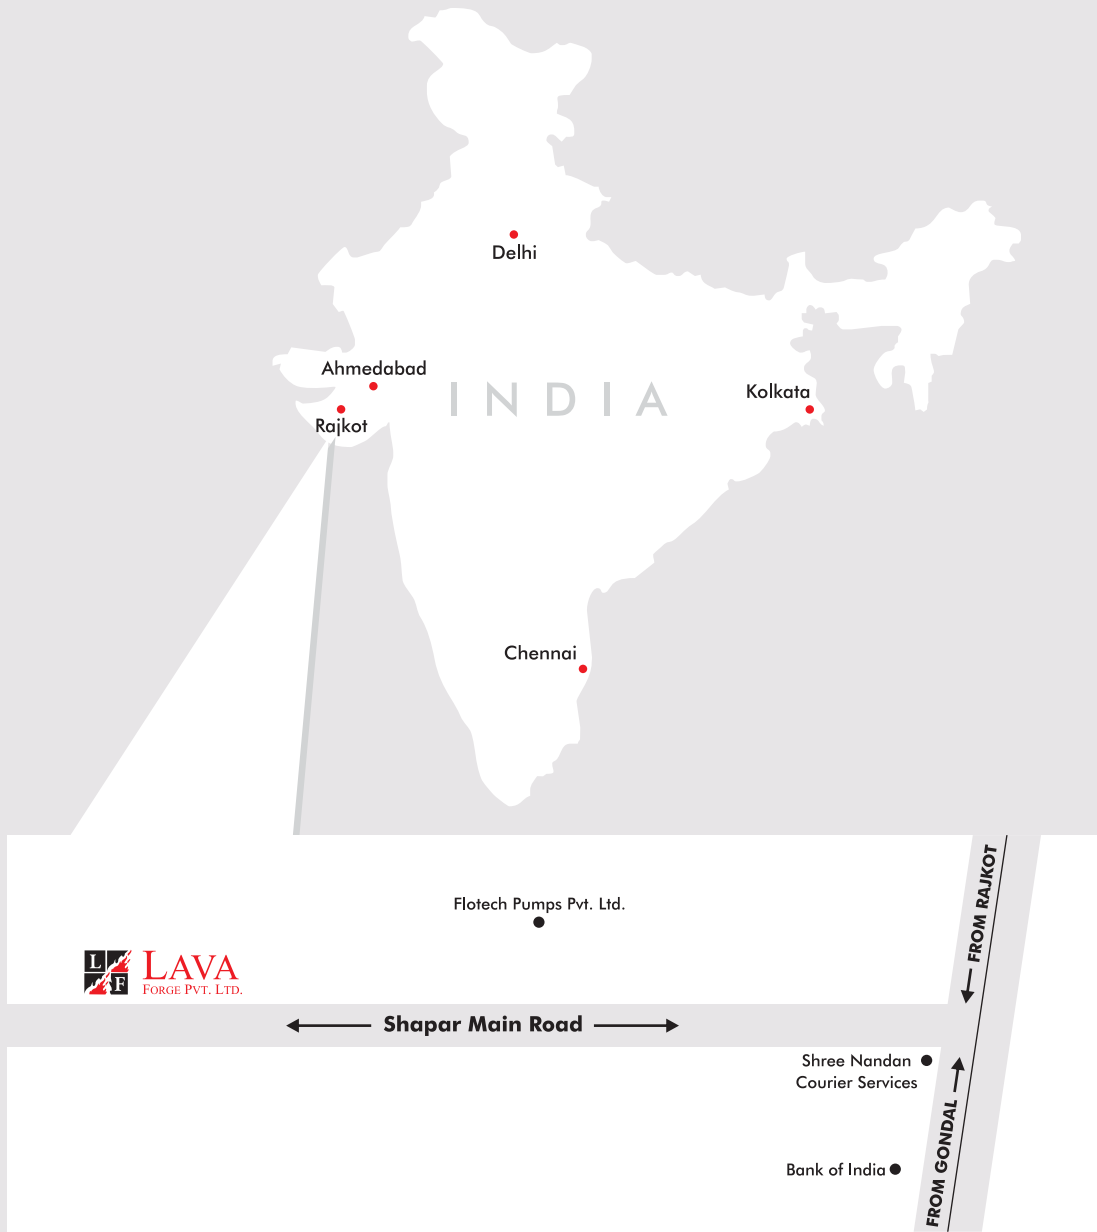 Delhi
Ahmedabad
INDIA
Kolkata
Rajkot
Chennai
FROM RAJKOT
Flotech Pumps Pvt. Ltd.
L F
LAVA
FORGE PVT. LTD.
Shapar Main Road
Shree Nandan
Courier Services
FROM GONDAL
Bank of India